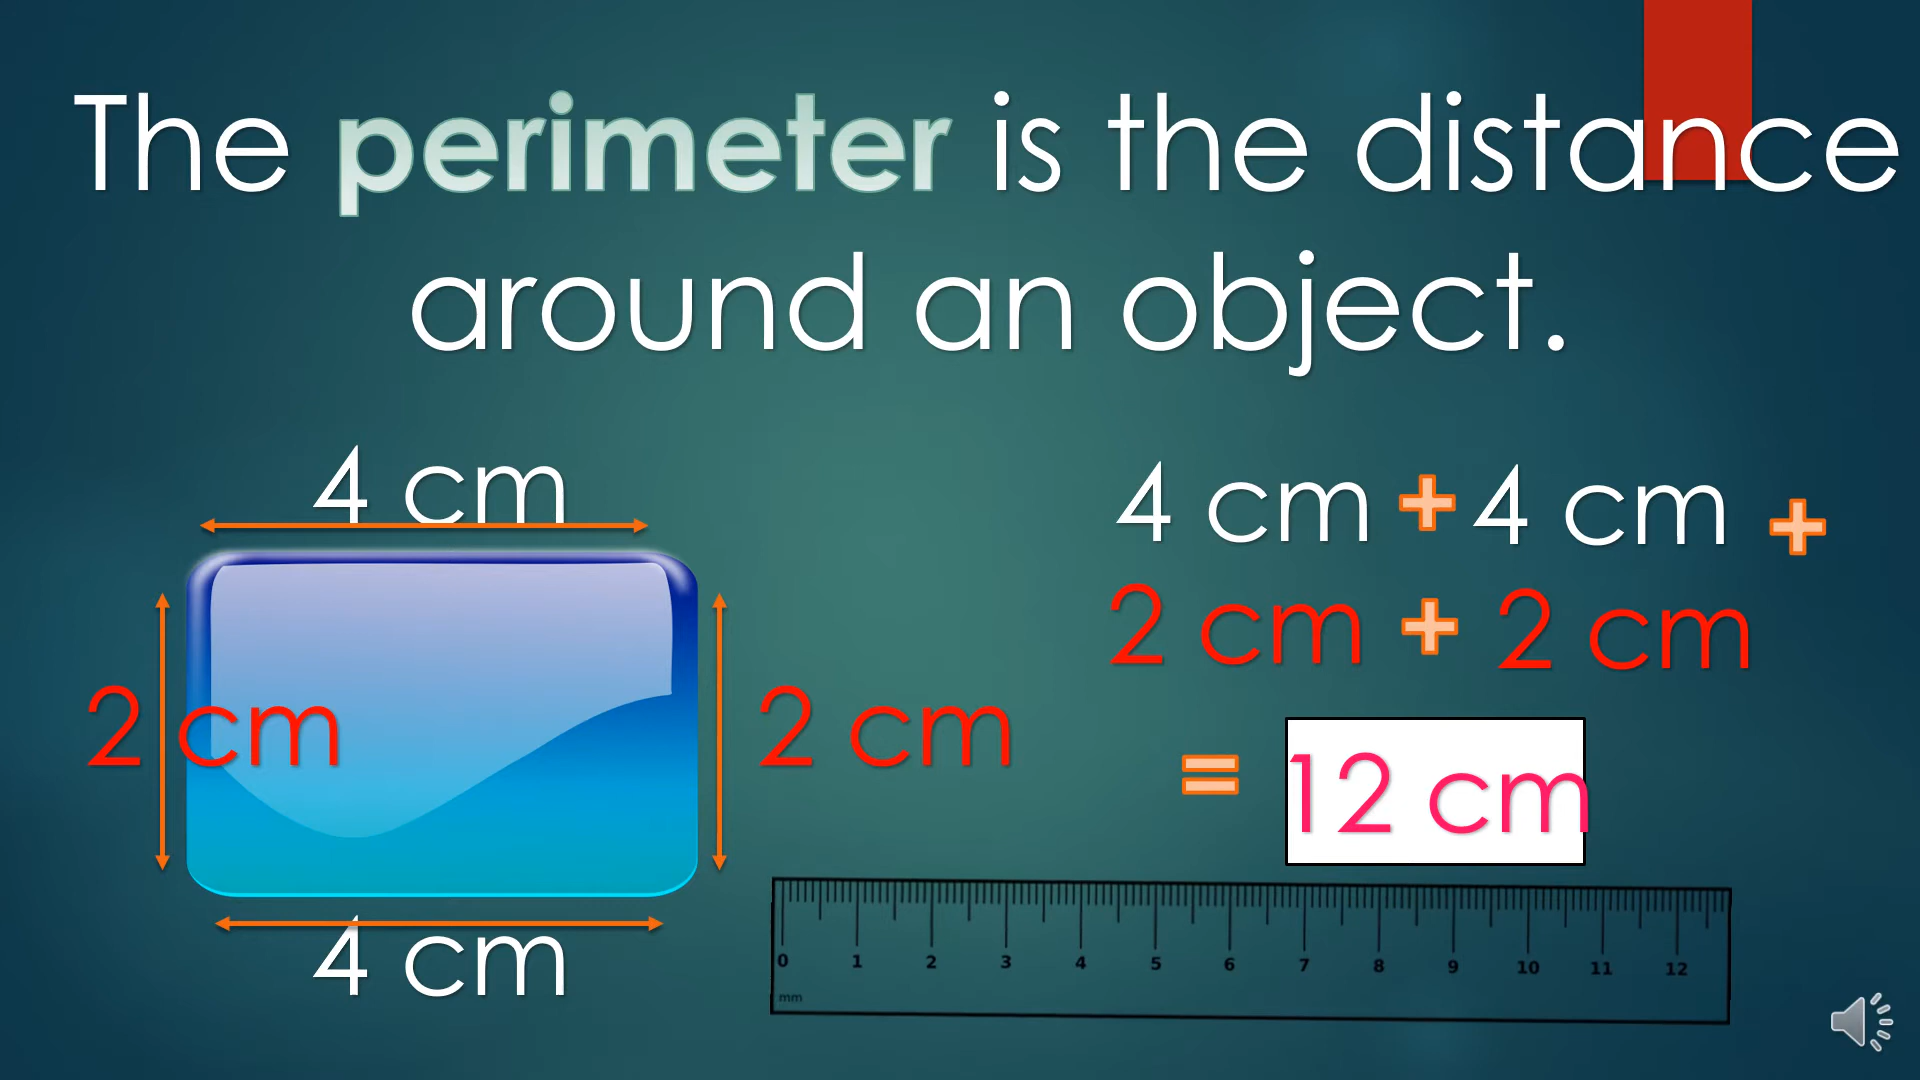 The perimeter is the distance
around an object.
4 cm
2 cm
2 cm
4 cm
4 cm + 4 cm +
2 cm + 2 cm
= 12 cm
0 1 2 3 4 5 6 7 8 9 10 11 12
mm